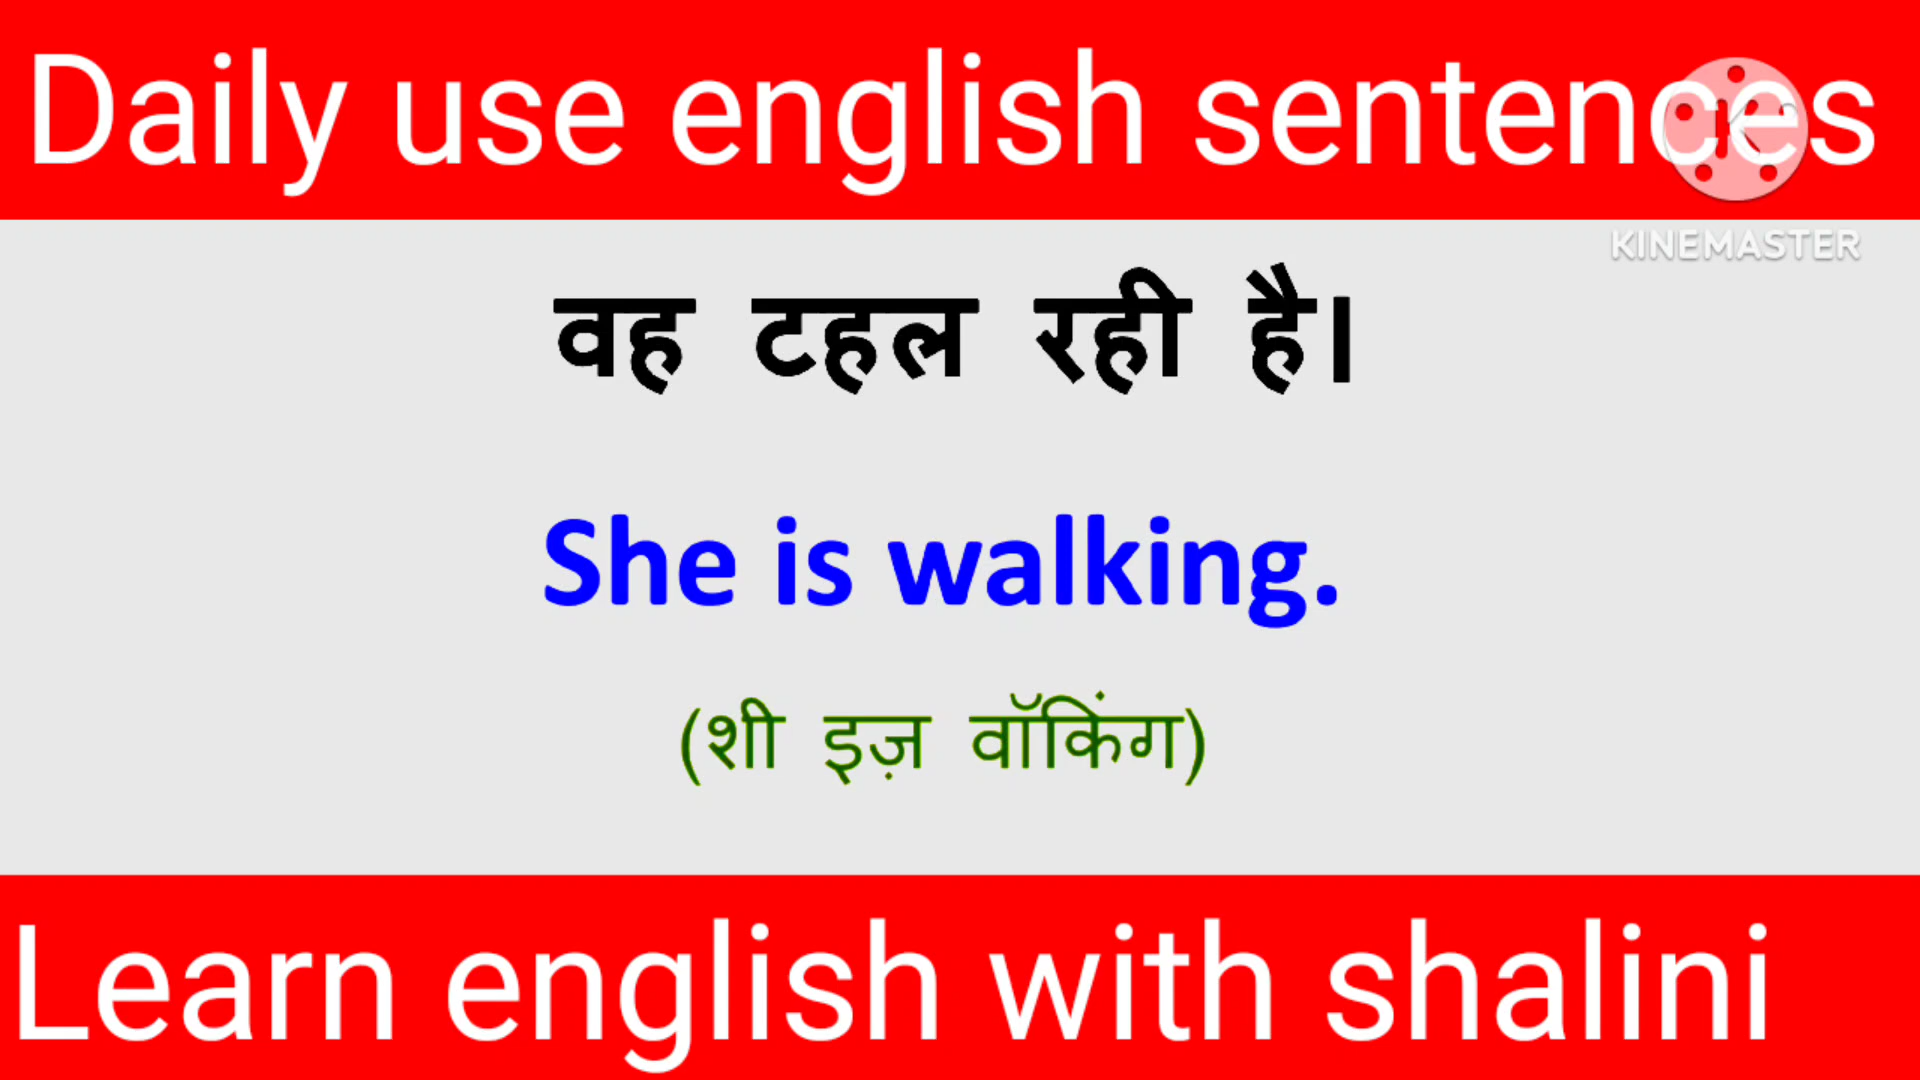 Daily use english sentences
KINEMASTER
वह टहल रही है।
She is walking.
(शी इज़ वॉकिंग)
Learn english with shalini